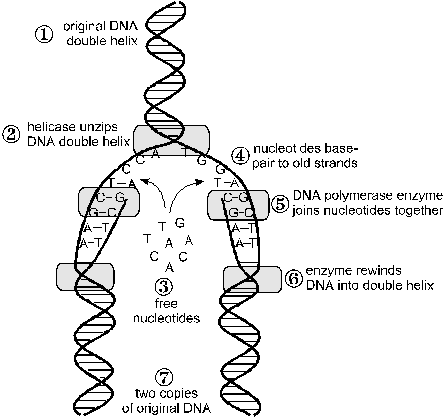 ① original DNA
double helix
② helicase unzips
DNA double helix
C C A T G G
④ nucleotides base-
pair to old strands
T-A T-A
C-G C-G
G-C G-C
A-T A-T
A-T A-T
⑤ DNA polymerase enzyme
joins nucleotides together
T G
T A A
C C
A
③
free
nucleotides
⑥ enzyme rewinds
DNA into double helix
⑦
two copies
of original DNA